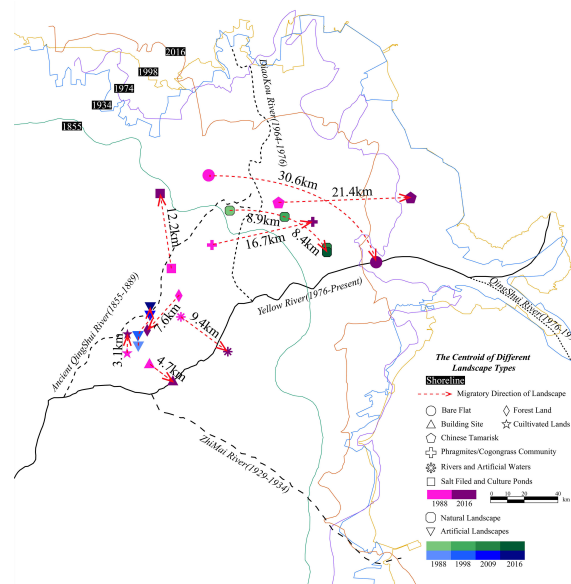 2016
1998
1974
1934
1855
DiaoKou River(1964-1976)
30.6km
21.4km
12.2km
8.9km
16.7km
8.4km
Yellow River(1976-Present)
QingShui River(1976-19
Ancient QingShui River(1855-1889)
7.6km
9.4km
3.1km
4.7km
ZhiMai River(1929-1934)
The Centroid of Different
Landscape Types
Shoreline
Migratory Direction of Landscape
Bare Flat
Forest Land
Building Site
Cuiltivated Lands
Chinese Tamarisk
Phragmites/Cogongrass Community
Rivers and Artificial Waters
Salt Filed and Culture Ponds
1988 2016
0 10 20 40
km
Natural Landscape
Artificial Landscapes
1988 1998 2009 2016